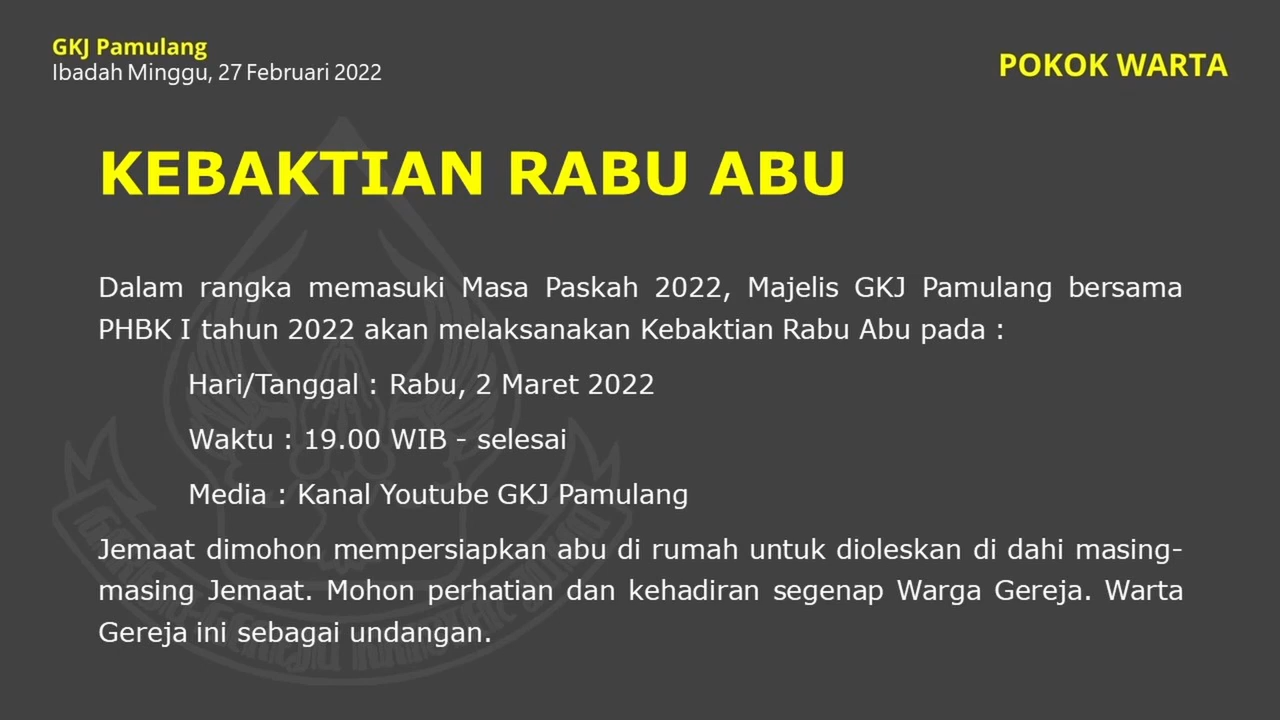 GKJ Pamulang
Ibadah Minggu, 27 Februari 2022
POKOK WARTA
KEBAKTIAN RABU ABU
Dalam rangka memasuki Masa Paskah 2022, Majelis GKJ Pamulang bersama
PHBK I tahun 2022 akan melaksanakan Kebaktian Rabu Abu pada :
Hari/Tanggal : Rabu, 2 Maret 2022
Waktu : 19.00 WIB - selesai
Media : Kanal Youtube GKJ Pamulang
Jemaat dimohon mempersiapkan abu di rumah untuk dioleskan di dahi masing-
masing Jemaat. Mohon perhatian dan kehadiran segenap Warga Gereja. Warta
Gereja ini sebagai undangan.